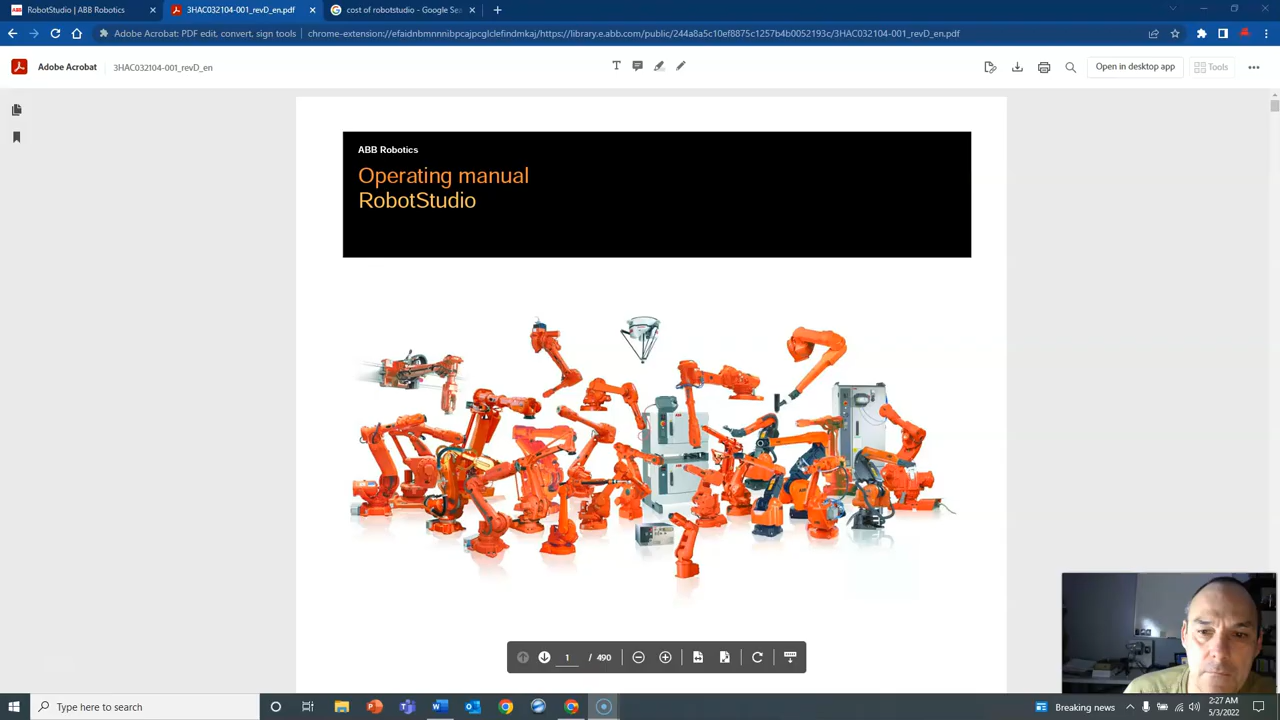 RobotStudio | ABB Robotics
3HAC032104-001_revD_en.pdf
cost of robotstudio - Google Sea
Adobe Acrobat: PDF edit, convert, sign tools | chrome-extension://efaidnbmnnnibpcajpcglclefindmkaj/https://library.e.abb.com/public/244a8a5c10ef8875c1257b4b0052193c/3HAC032104-001_revD_en.pdf
Adobe Acrobat
3HAC032104-001_revD_en
Open in desktop app
Tools
ABB Robotics
Operating manual
RobotStudio
1 / 490
Type here to search
Breaking news
2:27 AM
5/3/2022